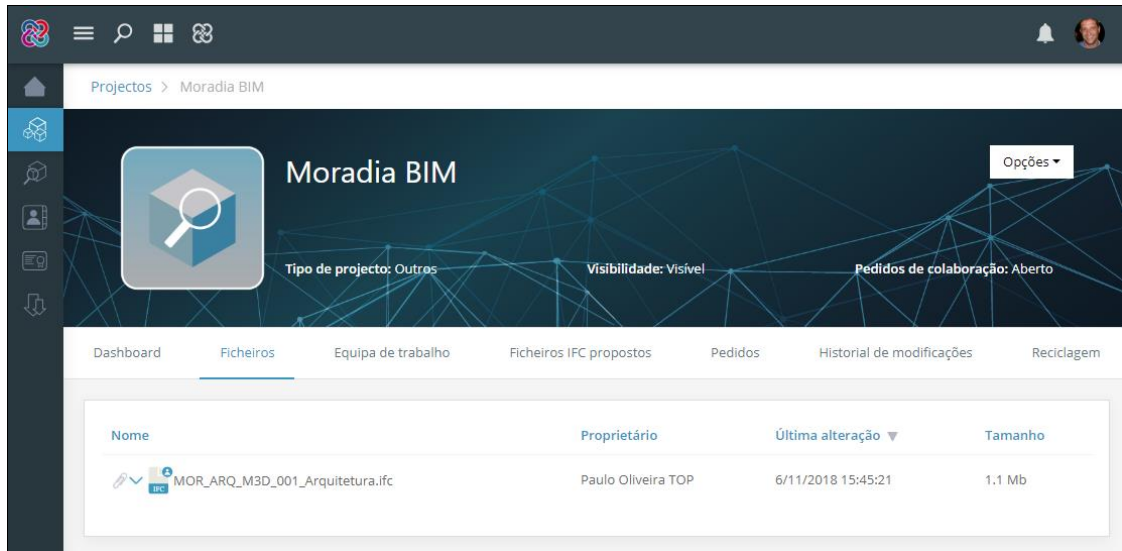 Projectos > Moradia BIM
Moradia BIM
Opções
Tipo de projecto: Outros Visibilidade: Visível Pedidos de colaboração: Aberto
Dashboard Ficheiros Equipa de trabalho Ficheiros IFC propostos Pedidos Historial de modificações Reciclagem
Nome Proprietário Última alteração Tamanho
IFC MOR_ARQ_M3D_001_Arquitetura.ifc Paulo Oliveira TOP 6/11/2018 15:45:21 1.1 Mb